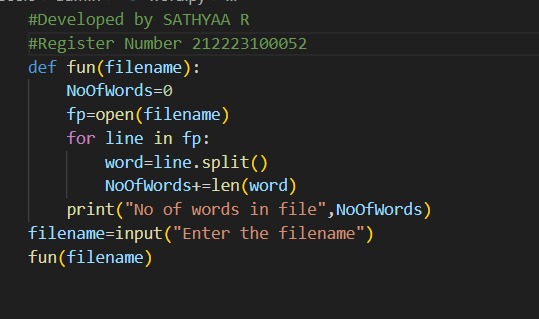 #Developed by SATHYAA R
#Register Number 212223100052
def fun(filename):
    NoOfWords=0
    fp=open(filename)
    for line in fp:
        word=line.split()
        NoOfWords+=len(word)
    print("No of words in file",NoOfWords)
filename=input("Enter the filename")
fun(filename)